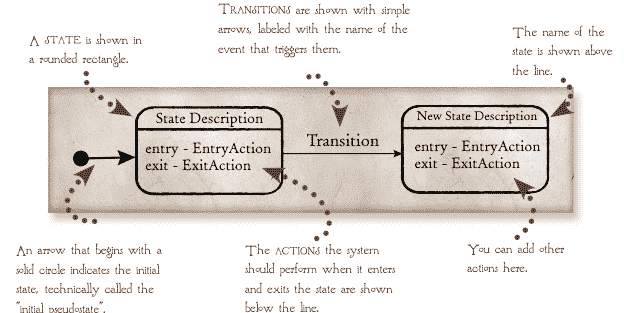 TRANSITIONS are shown with simple
arrows, labeled with the name of the
event that triggers them.
A STATE is shown in
a rounded rectangle.
The name of the
state is shown above
the line.
State Description
entry - EntryAction
exit - ExitAction
Transition
New State Description
entry - EntryAction
exit - ExitAction
An arrow that begins with a
solid circle indicates the initial
state, technically called the
"initial pseudostate".
The ACTIONS the system
should perform when it enters
and exits the state are shown
below the line.
You can add other
actions here.